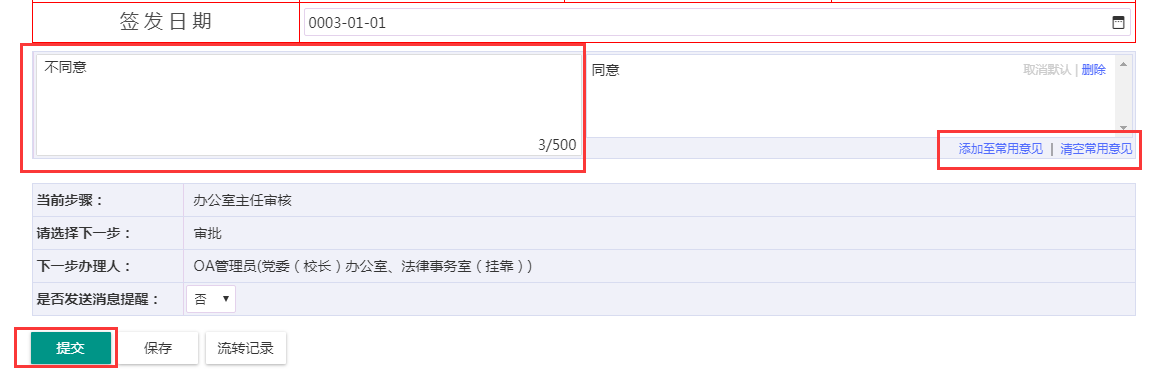 签发日期
0003-01-01
不同意
3/500
同意
取消默认 | 删除
添加至常用意见 | 清空常用意见
当前步骤：
办公室主任审核
请选择下一步：
审批
下一步办理人：
OA管理员(党委（校长）办公室、法律事务室（挂靠）)
是否发送消息提醒：
否
提交
保存
流转记录